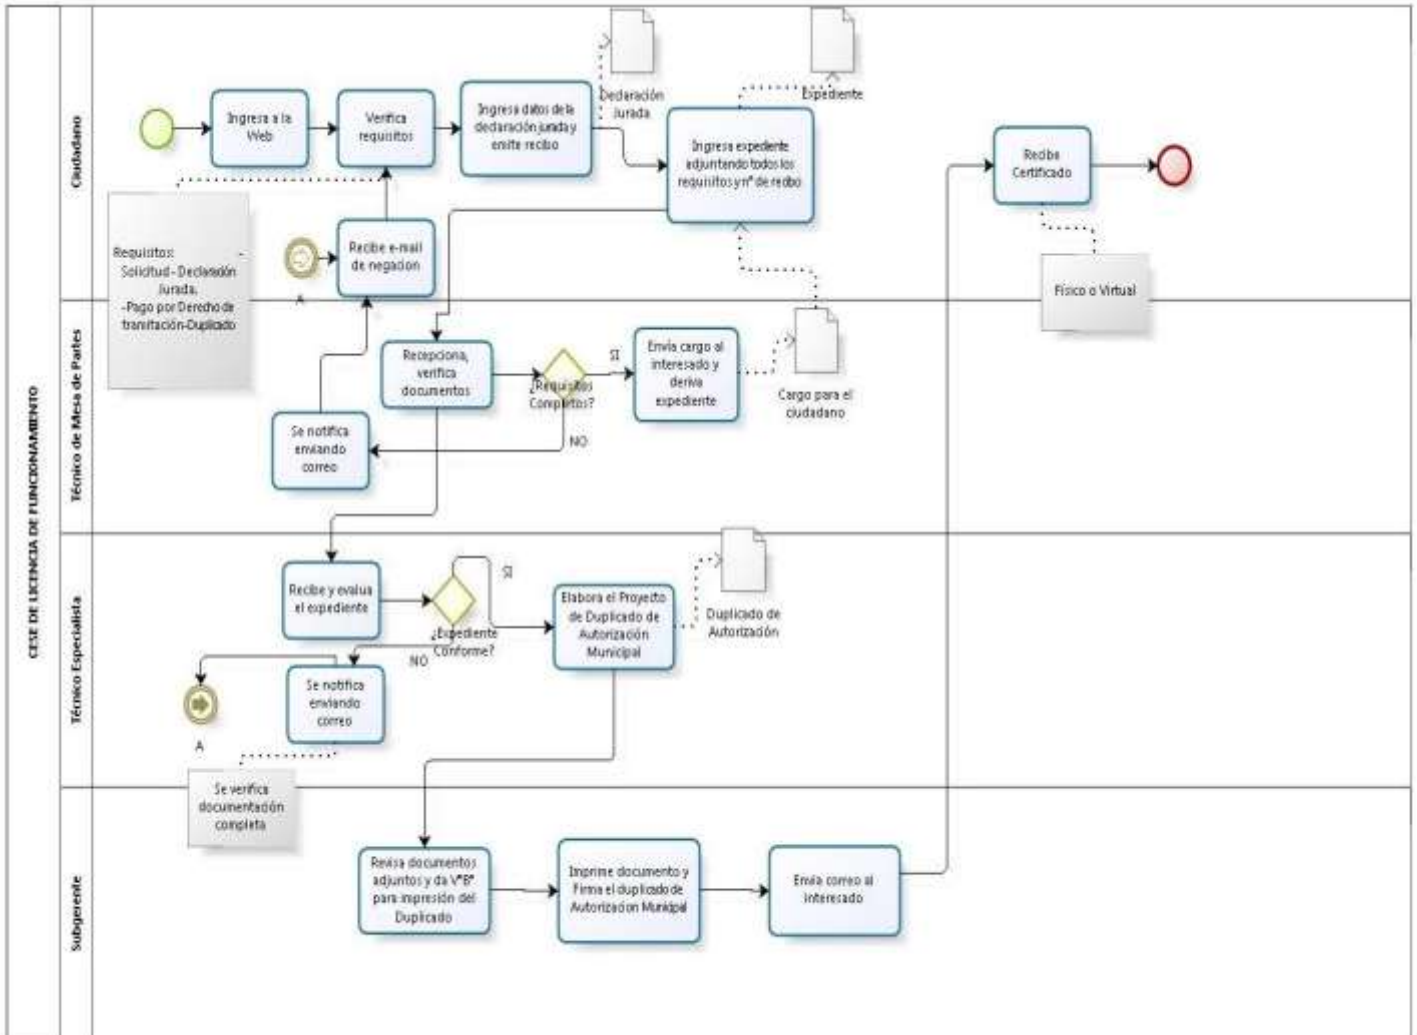 CESE DE LICENCIA DE FUNCIONAMIENTO
Ciudadano
Ingresa a la
Web
Verifica
requisitos
Ingresa datos de la
declaración jurada y
emite recibo
Declaración
Jurada
Ingresa expediente
adjuntando todos los
requisitos y nº de recibo
Expediente
Recibe
Certificado
Físico o Virtual
Requisitos: -
Solicitud - Declaración
Jurada.
-Pago por Derecho de
tramitación-Duplicado
A
Recibe e-mail
de negacion
Técnico de Mesa de Partes
Recepciona,
verifica
documentos
¿Requisitos
Completos?
SI
NO
Envía cargo al
interesado y
deriva
expediente
Cargo para el
ciudadano
Se notifica
enviando
correo
Técnico Especialista
Recibe y evalua
el expediente
¿Expediente
Conforme?
SI
NO
Elabora el Proyecto
de Duplicado de
Autorización
Municipal
Duplicado de
Autorización
Se notifica
enviando
correo
A
Se verifica
documentación
completa
Subgerente
Revisa documentos
adjuntos y da V°B°
para impresión del
Duplicado
Imprime documento y
Firma el duplicado de
Autorizacion Municipal
Envia correo al
interesado